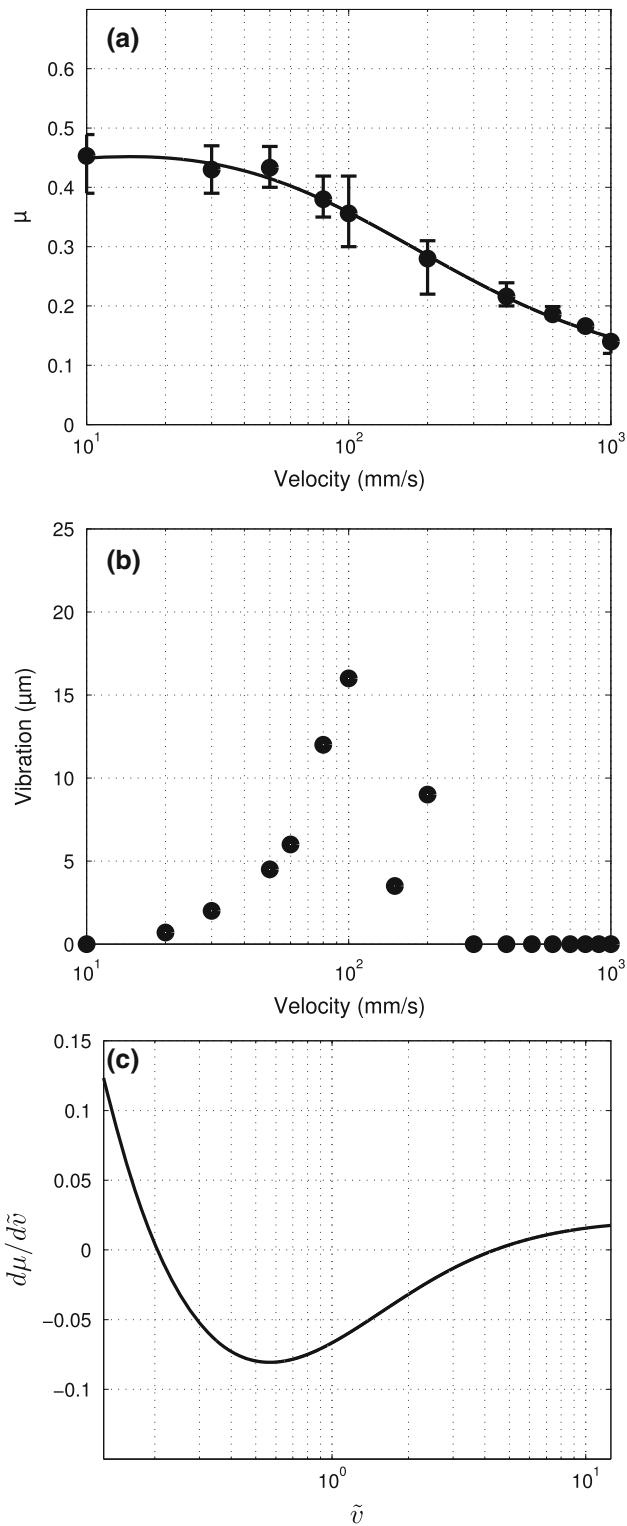 (a)
0.6
0.5
0.4
0.3
0.2
0.1
0
μ
10¹ 10² 10³
Velocity (mm/s)
(b)
25
20
15
10
5
0
Vibration (μm)
10¹ 10² 10³
Velocity (mm/s)
(c)
0.15
0.1
0.05
0
−0.05
−0.1
dμ/dṽ
10⁰ 10¹
ṽ